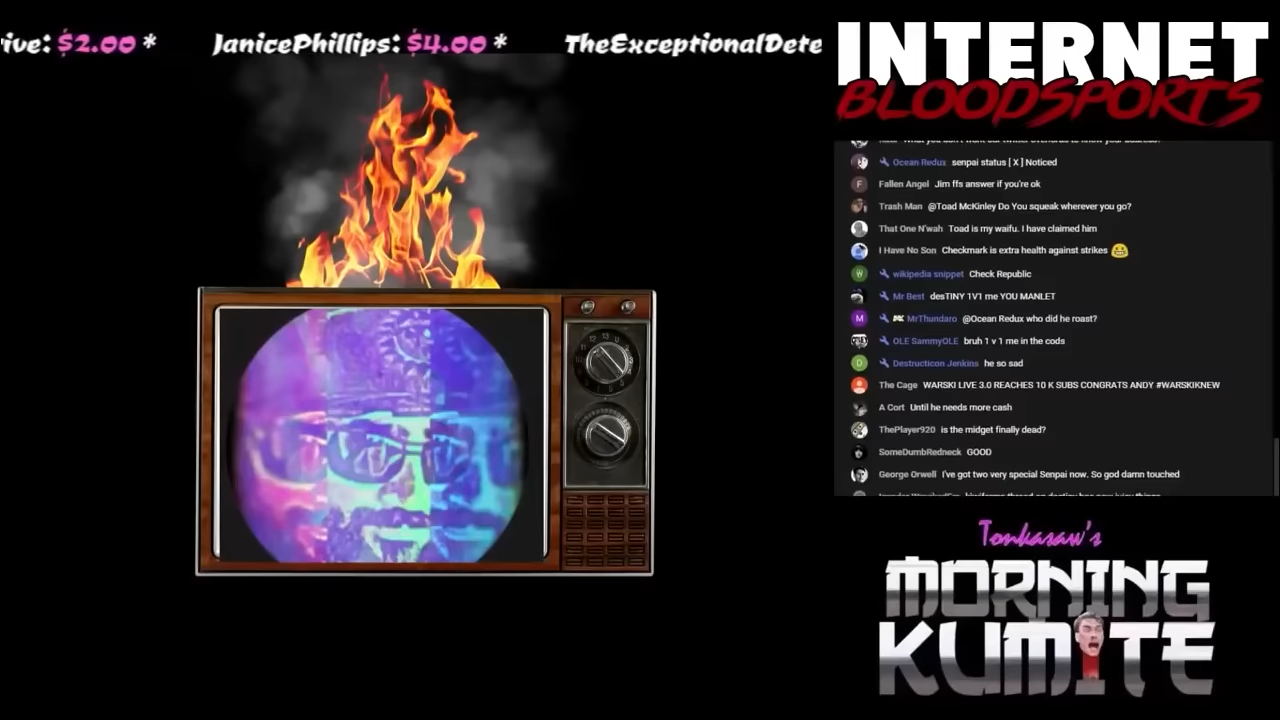 ive: $2.00 * JanicePhillips: $4.00 * TheExceptionalDete
INTERNET
BLOODSPORTS
Ocean Redux senpai status [ X ] Noticed
F Fallen Angel Jim ffs answer if you're ok
Trash Man @Toad McKinley Do You squeak wherever you go?
That One N'wah Toad is my waifu. I have claimed him
I Have No Son Checkmark is extra health against strikes 😂
W wikipedia snippet Check Republic
Mr Best desTINY 1V1 me YOU MANLET
M MrThundaro @Ocean Redux who did he roast?
OLE SammyOLE bruh 1 v 1 me in the cods
D Destructicon Jenkins he so sad
The Cage WARSKI LIVE 3.0 REACHES 10 K SUBS CONGRATS ANDY #WARSKIKNEW
A Cort Until he needs more cash
ThePlayer920 is the midget finally dead?
SomeDumbRedneck GOOD
George Orwell I've got two very special Senpai now. So god damn touched
Tonkasaw's
MORNING
KUMITE